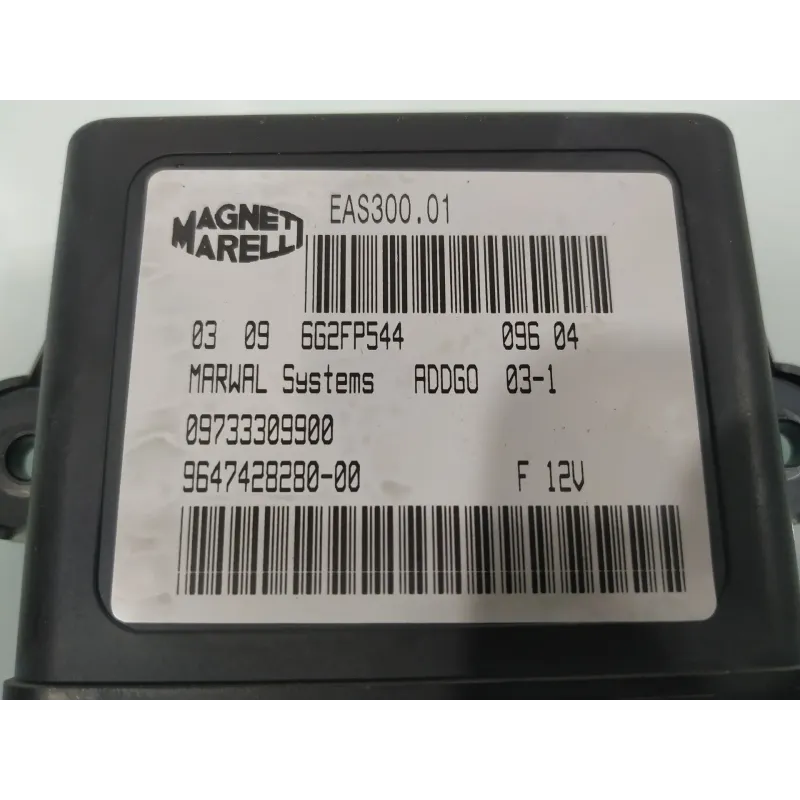 MAGNETI
MARELLI
EAS300.01
03 09 6G2FP544 096 04
MARWAL Systems ADDGO 03-1
09733309900
9647428280-00 F 12V